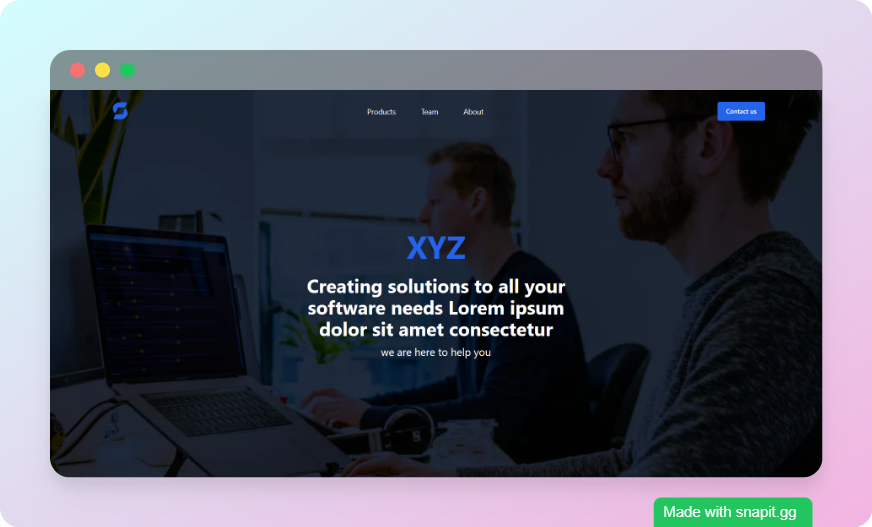 Products
Team
About
Contact us
XYZ
Creating solutions to all your
software needs Lorem ipsum
dolor sit amet consectetur
we are here to help you
Made with snapit.gg